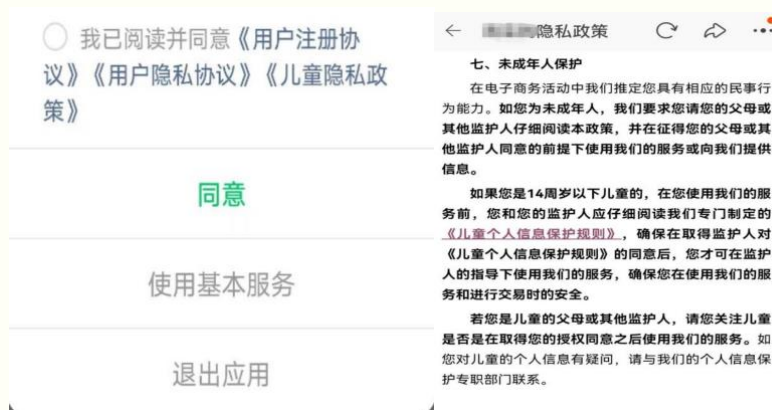 我已阅读并同意《用户注册协
议》《用户隐私协议》《儿童隐私政
策》
同意
使用基本服务
退出应用
隐私政策
七、未成年人保护
在电子商务活动中我们推定您具有相应的民事行
为能力。如您为未成年人，我们要求您请您的父母或
其他监护人仔细阅读本政策，并在征得您的父母或其
他监护人同意的前提下使用我们的服务或向我们提供
信息。
如果您是14周岁以下儿童的，在您使用我们的服
务前，您和您的监护人应仔细阅读我们专门制定的
《儿童个人信息保护规则》，确保在取得监护人对
《儿童个人信息保护规则》的同意后，您才可在监护
人的指导下使用我们的服务，确保您在使用我们的服
务和进行交易时的安全。
若您是儿童的父母或其他监护人，请您关注儿童
是否是在取得您的授权同意之后使用我们的服务。如
您对儿童的个人信息有疑问，请与我们的个人信息保
护专职部门联系。